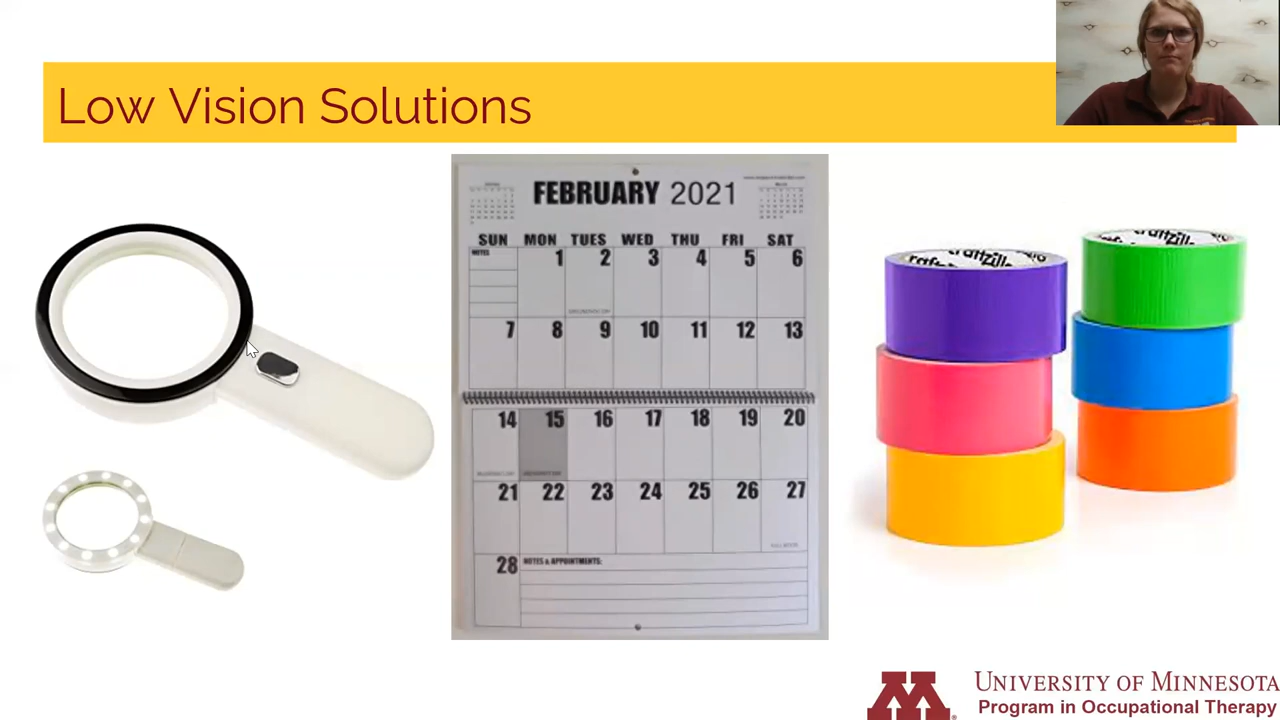 Low Vision Solutions
FEBRUARY 2021
SUN MON TUES WED THU FRI SAT
NOTES 1 2 3 4 5 6
7 8 9 10 11 12 13
14 15 16 17 18 19 20
21 22 23 24 25 26 27
28 NOTES & APPOINTMENTS:
UNIVERSITY OF MINNESOTA
Program in Occupational Therapy